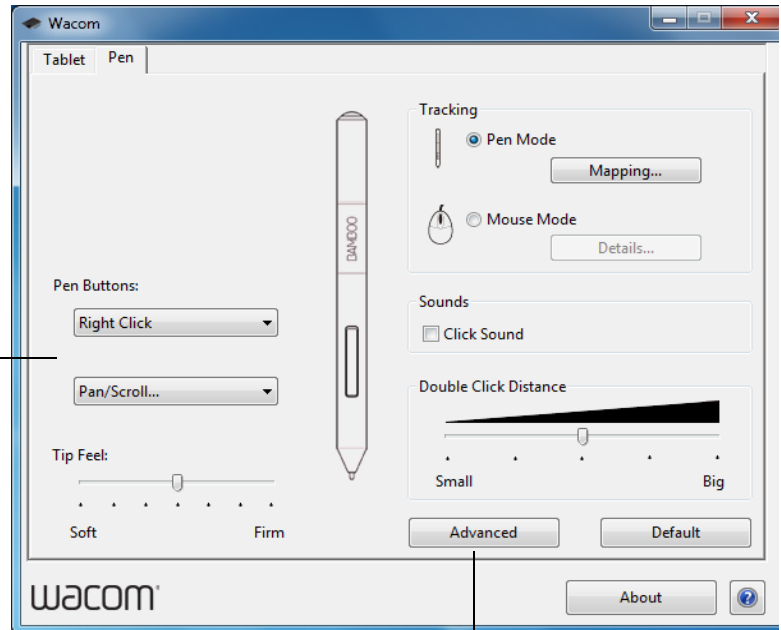 Wacom
Tablet Pen
Tracking
Pen Mode
Mapping...
Mouse Mode
Details...
BAMBOO
Pen Buttons:
Right Click
Pan/Scroll...
Sounds
Click Sound
Double Click Distance
Small Big
Tip Feel:
Soft Firm
Advanced Default
wacom
About ?